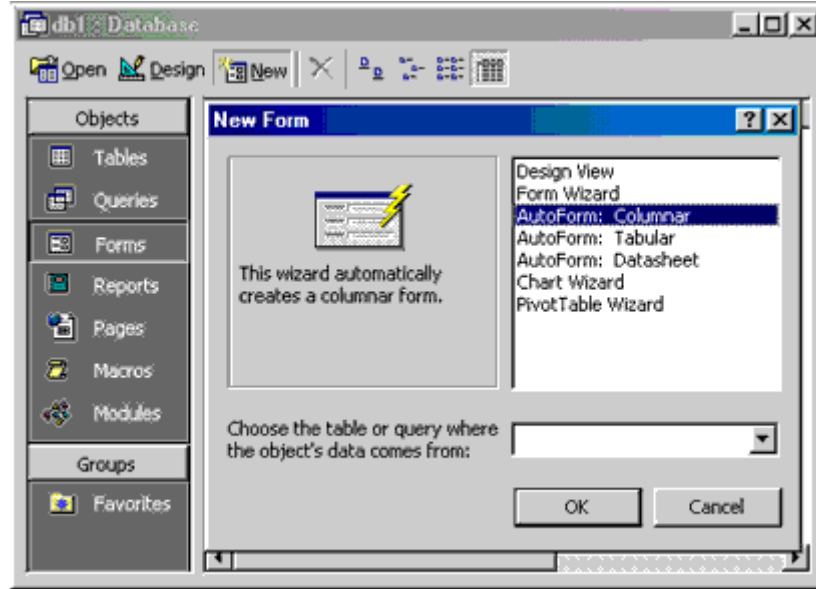 db1 : Database
Open Design New
Objects
Tables
Queries
Forms
Reports
Pages
Macros
Modules
Groups
Favorites
New Form
This wizard automatically
creates a columnar form.
Design View
Form Wizard
AutoForm: Columnar
AutoForm: Tabular
AutoForm: Datasheet
Chart Wizard
PivotTable Wizard
Choose the table or query where
the object's data comes from:
OK Cancel